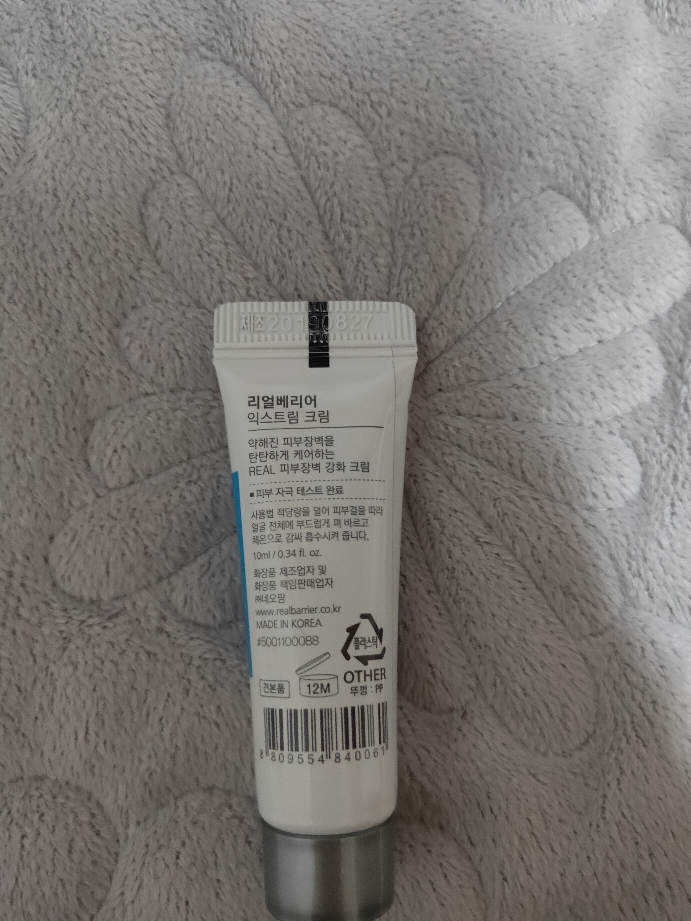 제조20190827
리얼베리어
익스트림 크림
약해진 피부장벽을
탄탄하게 케어하는
REAL 피부장벽 강화 크림
▪ 피부 자극 테스트 완료
사용법 적당량을 덜어 피부결을 따라
얼굴 전체에 부드럽게 펴 바르고
체온으로 감싸 흡수시켜 줍니다.
10ml / 0.34 fl. oz.
화장품 제조업자 및
화장품 책임판매업자
㈜네오팜
www.realbarrier.co.kr
MADE IN KOREA
#5001100088
플라스틱
OTHER
뚜껑 : PP
견본품
12M
8 809554 840061